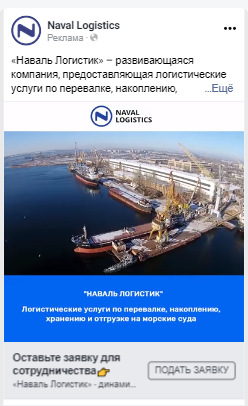 Naval Logistics
Реклама ·
«Наваль Логистик» – развивающаяся
компания, предоставляющая логистические
услуги по перевалке, накоплению, ...Ещё
N NAVAL
LOGISTICS
"НАВАЛЬ ЛОГИСТИК"
Логистические услуги по перевалке, накоплению,
хранению и отгрузке на морские суда
Оставьте заявку для
сотрудничества👉
«Наваль Логистик» - динами...
ПОДАТЬ ЗАЯВКУ